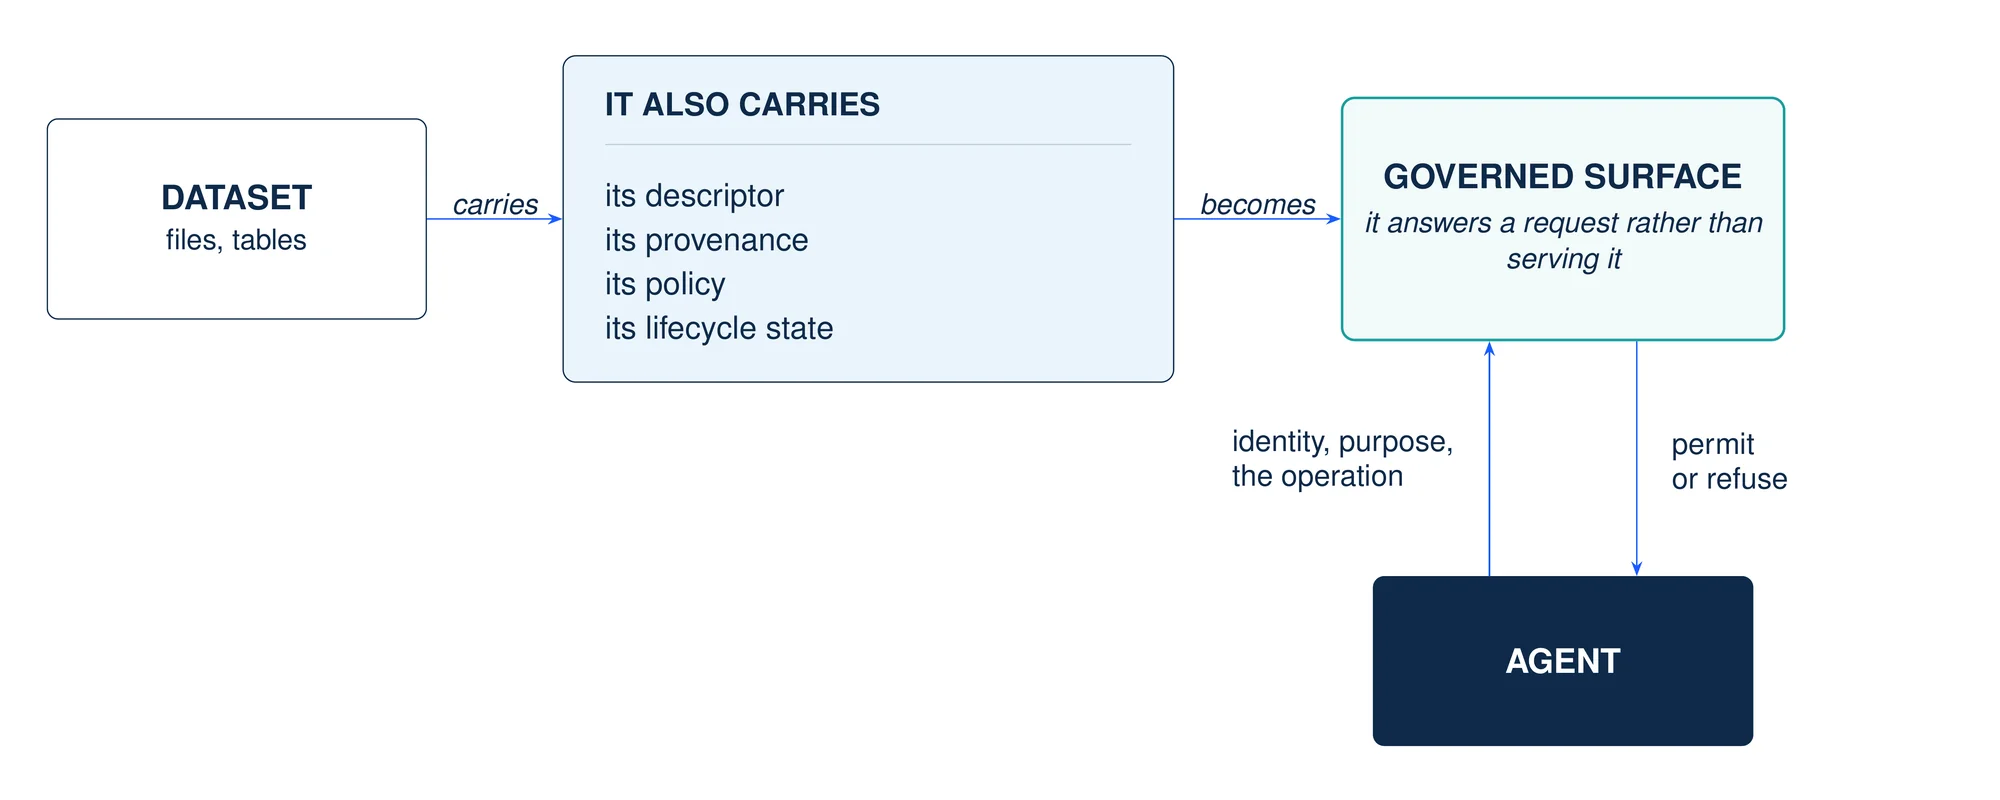 DATASET
files, tables
carries
IT ALSO CARRIES
its descriptor
its provenance
its policy
its lifecycle state
becomes
GOVERNED SURFACE
it answers a request rather than
serving it
identity, purpose,
the operation
permit
or refuse
AGENT